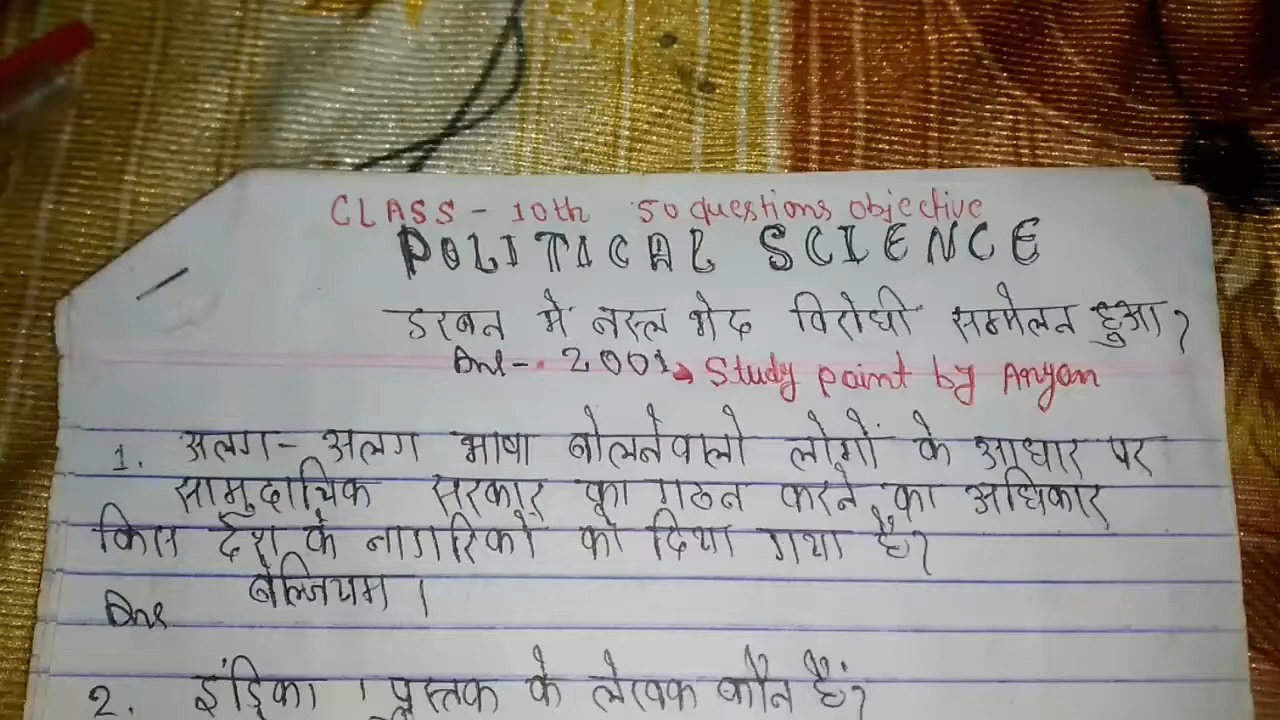 CLASS - 10th 50 questions objective
POLITICAL SCIENCE
डरबन में नस्ल भेद विरोधी सम्मेलन हुआ?
Ans-. 2001 Study point by Anyan
1. अलग-अलग भाषा बोलनेवालो लोगों के आधार पर
सामुदायिक सरकार का गठन करने का अधिकार
किस देश के नागरिको को दिया गया है?
Ans बेल्जियम।
2. इंडिका पुस्तक के लेखक कौन हैं?